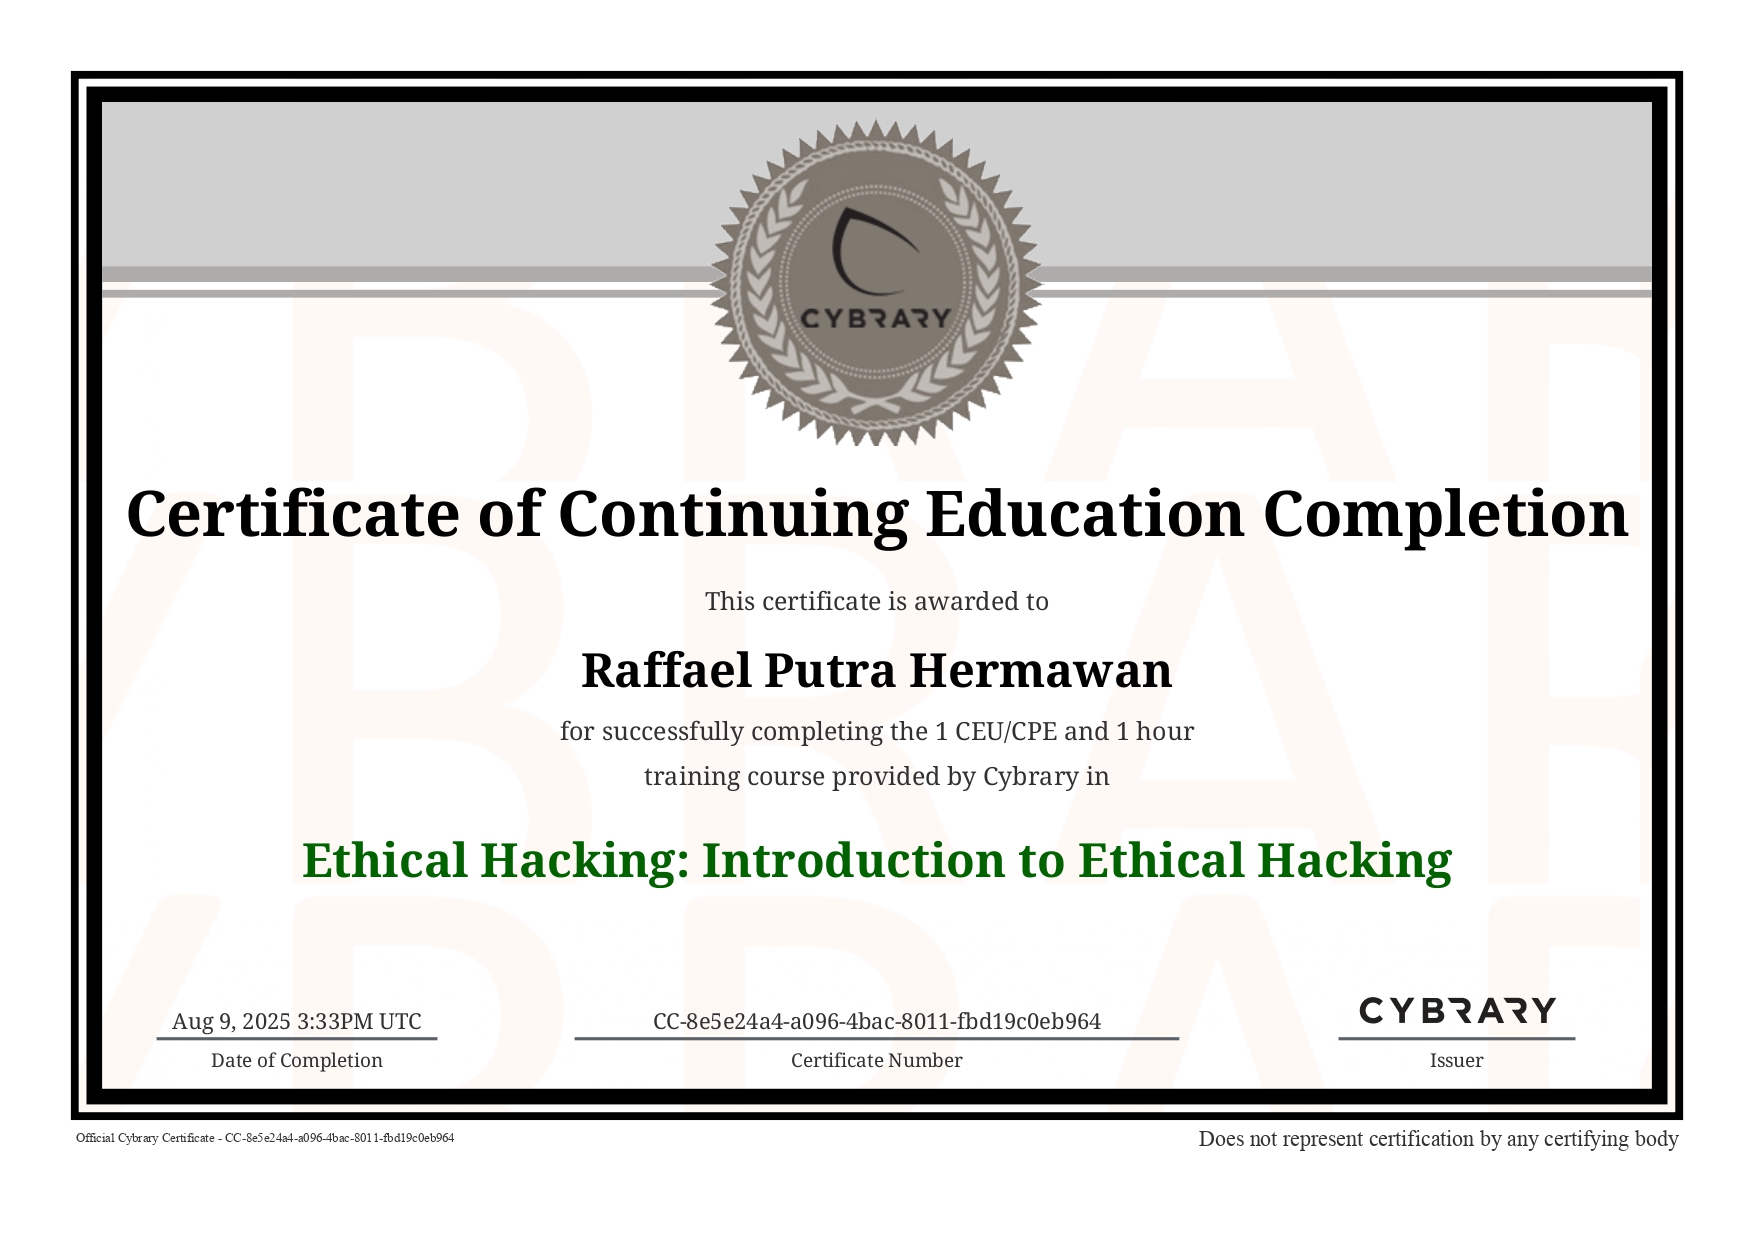 CYBRARY
Certificate of Continuing Education Completion
This certificate is awarded to
Raffael Putra Hermawan
for successfully completing the 1 CEU/CPE and 1 hour
training course provided by Cybrary in
Ethical Hacking: Introduction to Ethical Hacking
Aug 9, 2025 3:33PM UTC
Date of Completion
CC-8e5e24a4-a096-4bac-8011-fbd19c0eb964
Certificate Number
CYBRARY
Issuer
Official Cybrary Certificate - CC-8e5e24a4-a096-4bac-8011-fbd19c0eb964
Does not represent certification by any certifying body